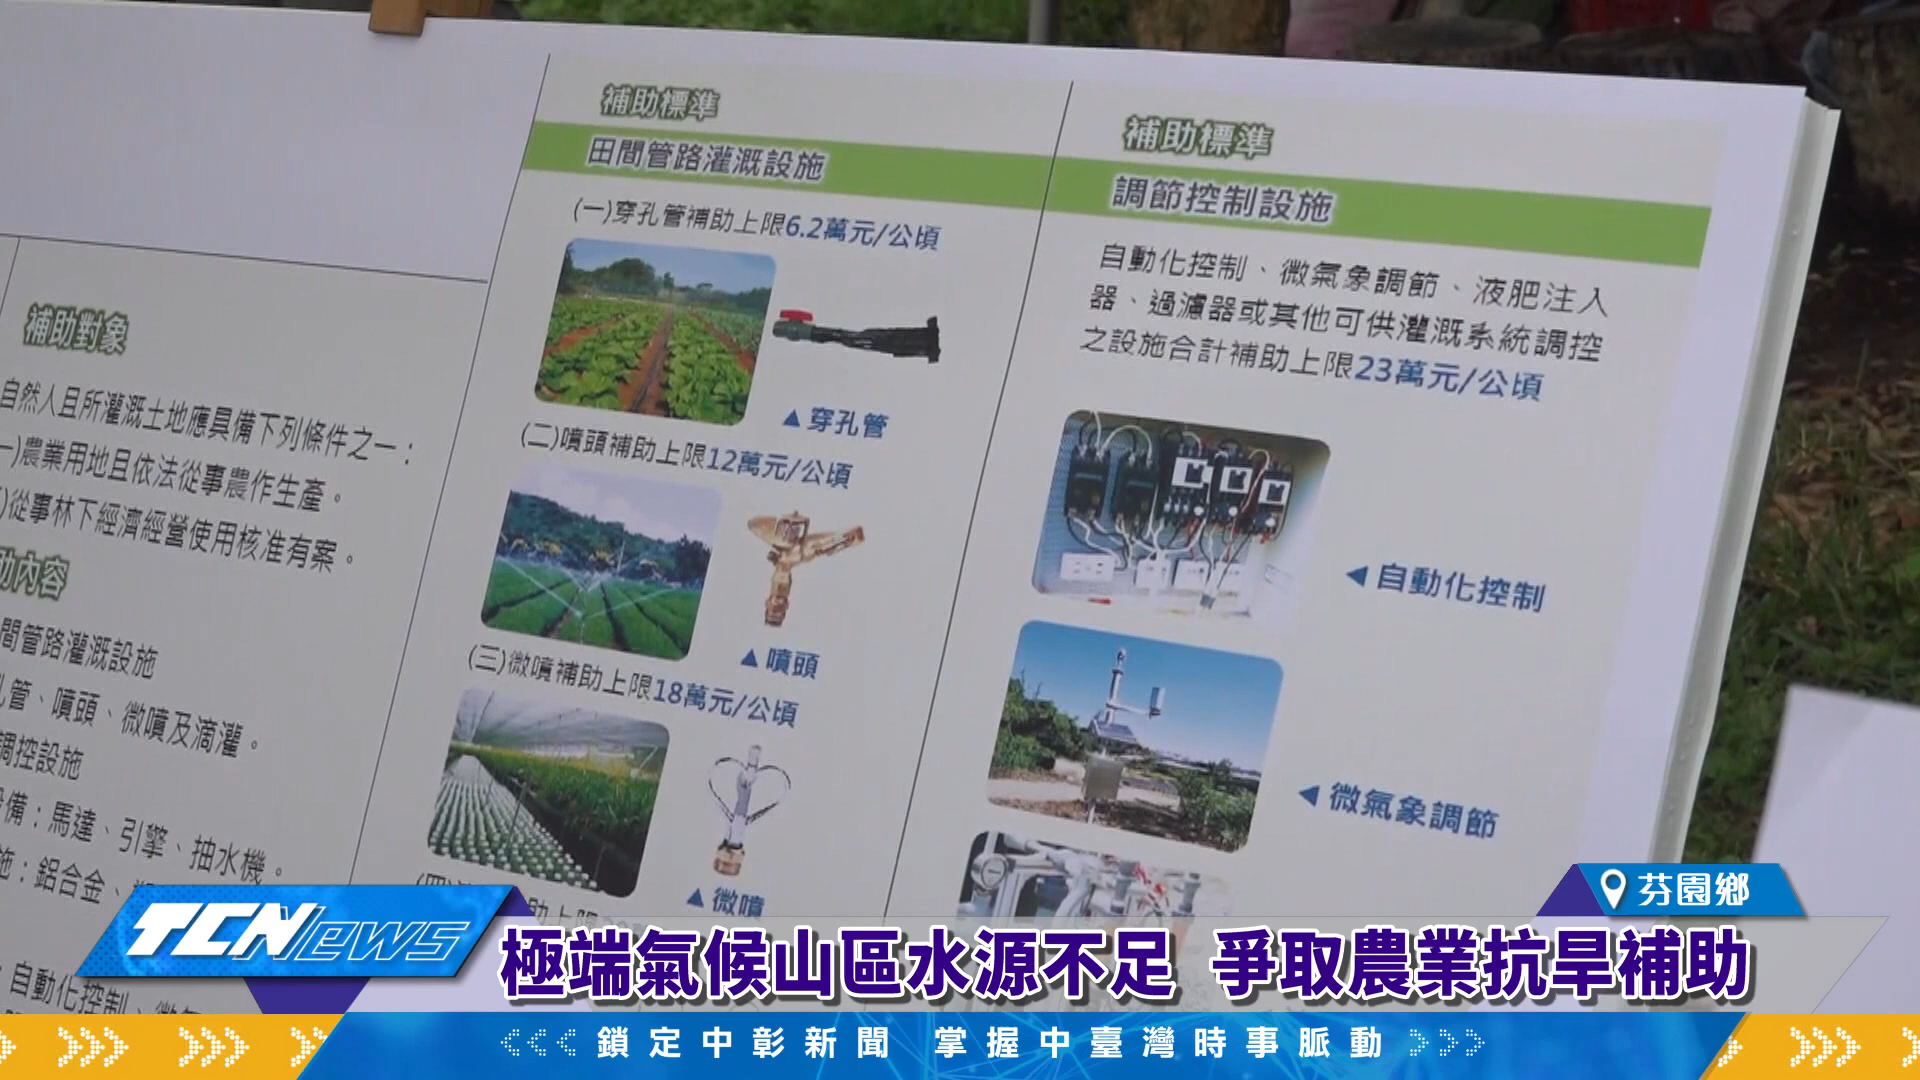 補助對象
自然人且所灌溉土地應具備下列條件之一：
一)農業用地且依法從事農作生產。
)從事林下經濟經營使用核准有案。
助內容
間管路灌溉設施
孔管、噴頭、微噴及滴灌。
調控設施
設備：馬達、引擎、抽水機。
施：鋁合金、
自動化控制、微氣
補助標準
田間管路灌溉設施
(一)穿孔管補助上限6.2萬元/公頃
▲穿孔管
(二)噴頭補助上限12萬元/公頃
▲噴頭
(三)微噴補助上限18萬元/公頃
▲微噴
補助標準
調節控制設施
自動化控制、微氣象調節、液肥注入
器、過濾器或其他可供灌溉系統調控
之設施合計補助上限23萬元/公頃
◀自動化控制
◀微氣象調節
芬園鄉
TCNews
極端氣候山區水源不足 爭取農業抗旱補助
鎖定中彰新聞 掌握中臺灣時事脈動